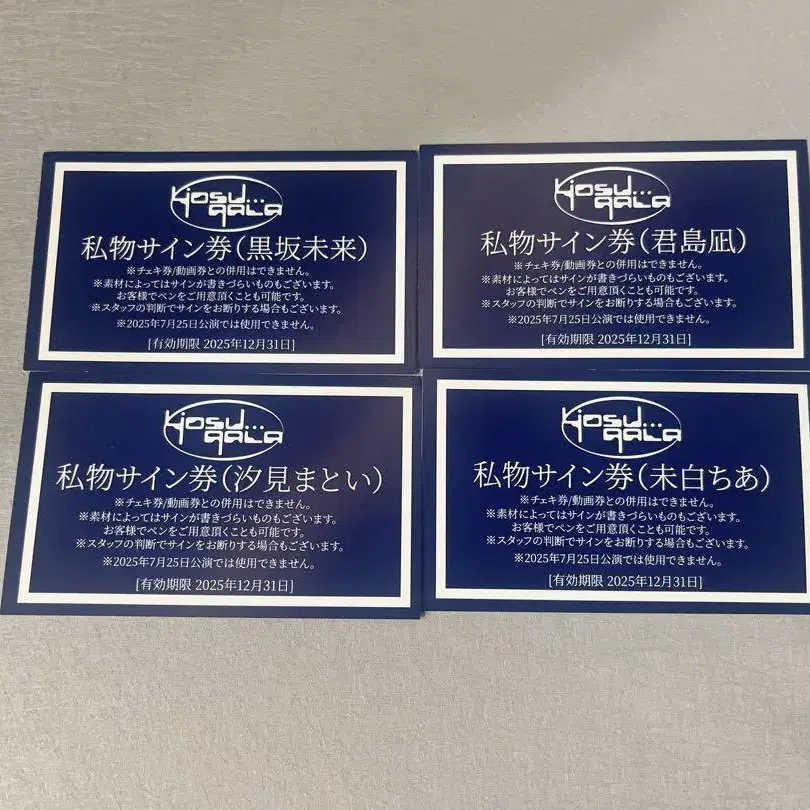 kiosu...
gala
私物サイン券(黒坂未来)
※チェキ券/動画券との併用はできません。
※素材によってはサインが書きづらいものもございます。
お客様でペンをご用意頂くことも可能です。
※スタッフの判断でサインをお断りする場合もございます。
※2025年7月25日公演では使用できません。
[有効期限 2025年12月31日]
kiosu...
gala
私物サイン券(君島凪)
※チェキ券/動画券との併用はできません。
※素材によってはサインが書きづらいものもございます。
お客様でペンをご用意頂くことも可能です。
※スタッフの判断でサインをお断りする場合もございます。
※2025年7月25日公演では使用できません。
[有効期限 2025年12月31日]
kiosu...
gala
私物サイン券(汐見まとい)
※チェキ券/動画券との併用はできません。
※素材によってはサインが書きづらいものもございます。
お客様でペンをご用意頂くことも可能です。
※スタッフの判断でサインをお断りする場合もございます。
※2025年7月25日公演では使用できません。
[有効期限 2025年12月31日]
kiosu...
gala
私物サイン券(未白ちあ)
※チェキ券/動画券との併用はできません。
※素材によってはサインが書きづらいものもございます。
お客様でペンをご用意頂くことも可能です。
※スタッフの判断でサインをお断りする場合もございます。
※2025年7月25日公演では使用できません。
[有効期限 2025年12月31日]